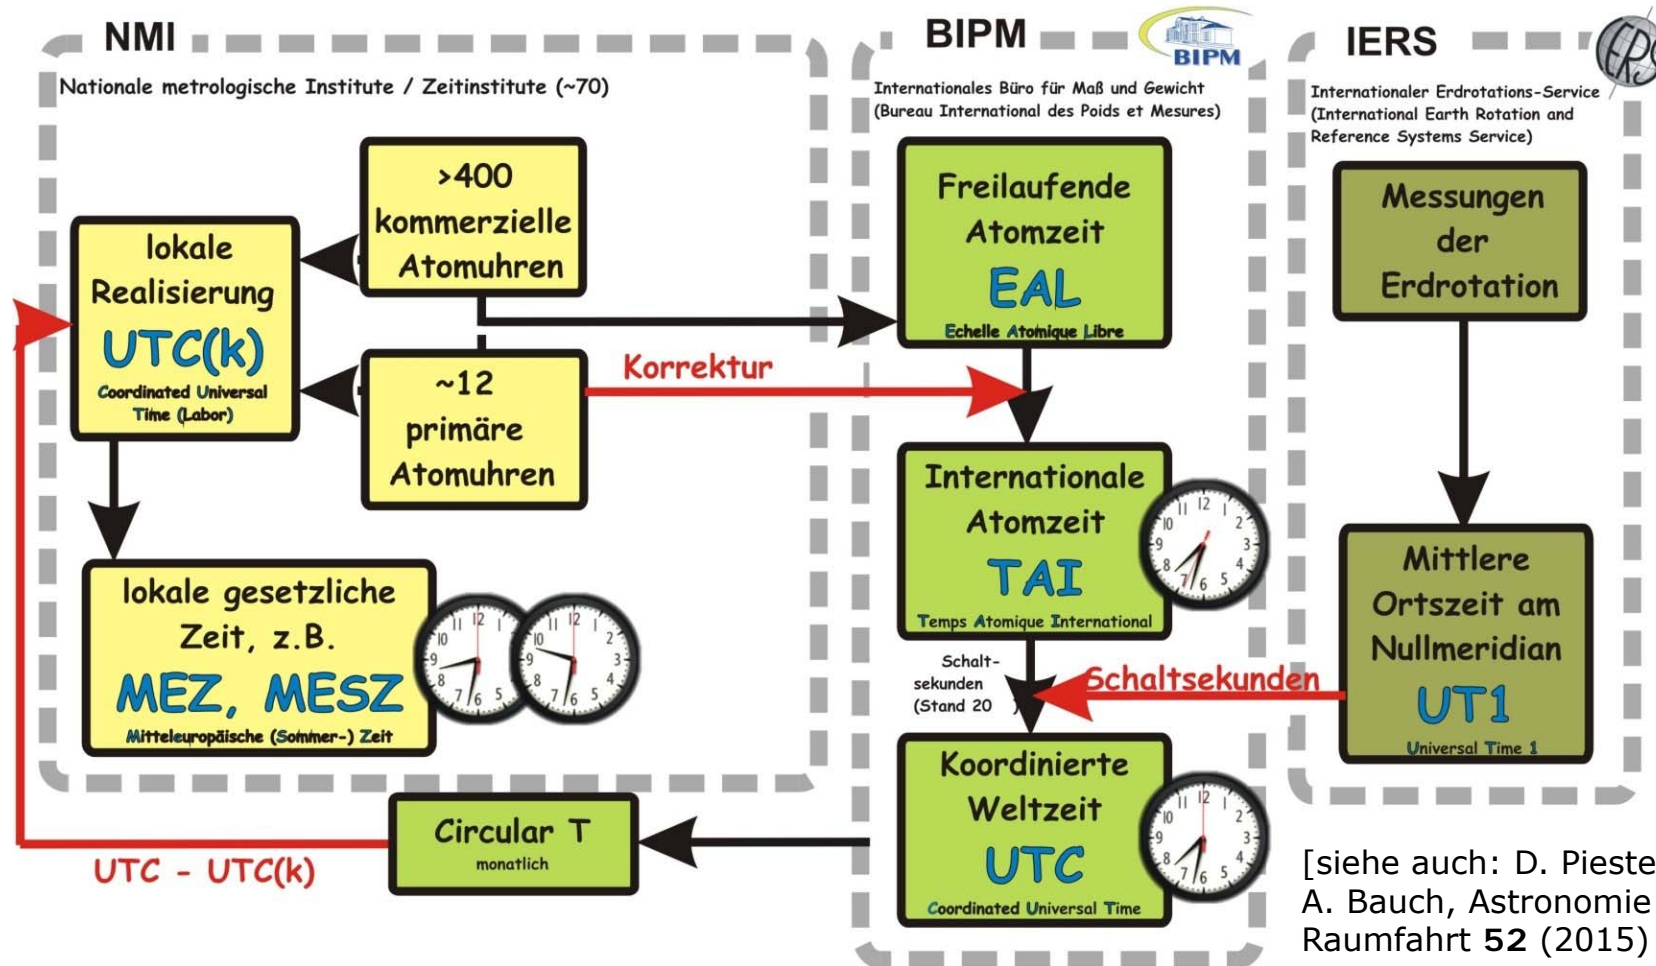 NMI
Nationale metrologische Institute / Zeitinstitute (~70)
>400
kommerzielle
Atomuhren
lokale
Realisierung
UTC(k)
Coordinated Universal
Time (Labor)
~12
primäre
Atomuhren
Korrektur
lokale gesetzliche
Zeit, z.B.
MEZ, MESZ
Mitteleuropäische (Sommer-) Zeit
Circular T
monatlich
UTC - UTC(k)
BIPM
BIPM
Internationales Büro für Maß und Gewicht
(Bureau International des Poids et Mesures)
Freilaufende
Atomzeit
EAL
Echelle Atomique Libre
Internationale
Atomzeit
TAI
Temps Atomique International
Schalt-
sekunden
(Stand 20 )
Schaltsekunden
Koordinierte
Weltzeit
UTC
Coordinated Universal Time
IERS
IERS
Internationaler Erdrotations-Service
(International Earth Rotation and
Reference Systems Service)
Messungen
der
Erdrotation
Mittlere
Ortszeit am
Nullmeridian
UT1
Universal Time 1
[siehe auch: D. Pieste
A. Bauch, Astronomie
Raumfahrt 52 (2015)